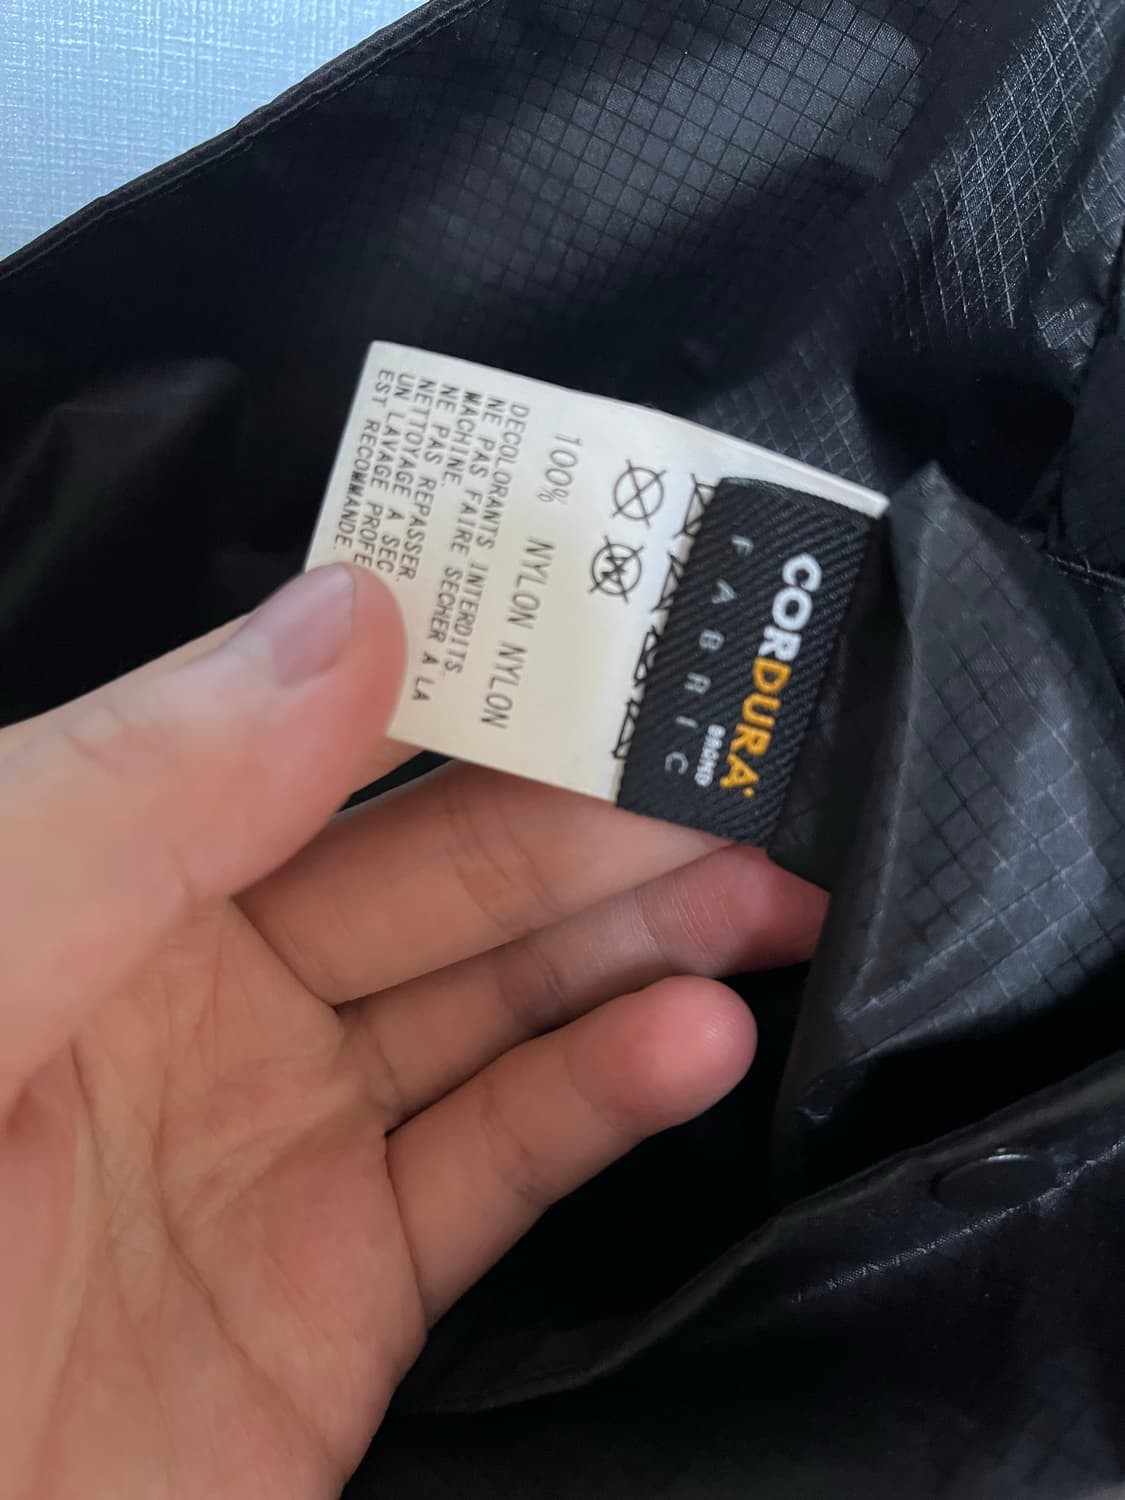 CORDURA
BRAND
FABRIC
100% NYLON NYLON
DECOLORANTS INTERDITS
NE PAS FAIRE SECHER A LA
MACHINE.
NE PAS REPASSER.
NETTOYAGE A SEC
UN LAVAGE PROFE
EST RECOMMANDE.